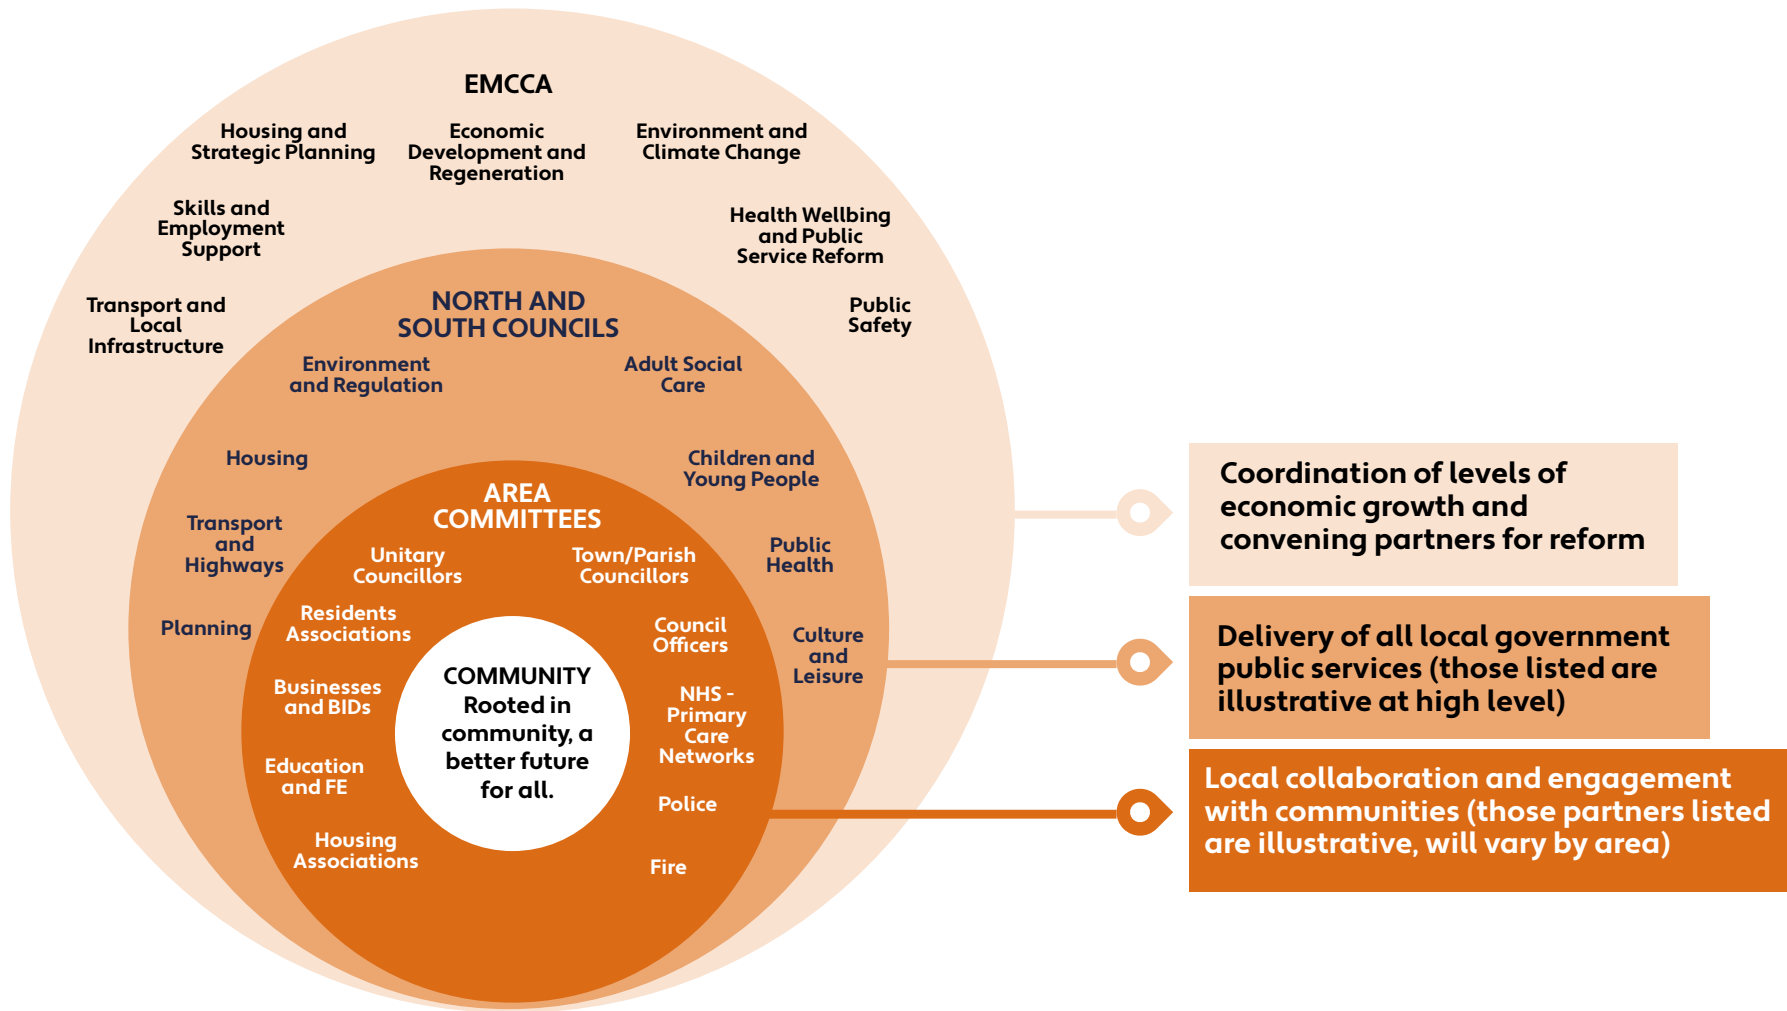 EMCCA
Housing and
Strategic Planning
Economic
Development and
Regeneration
Environment and
Climate Change
Skills and
Employment
Support
Health Wellbing
and Public
Service Reform
Transport and
Local
Infrastructure
Public
Safety
NORTH AND
SOUTH COUNCILS
Environment
and Regulation
Adult Social
Care
Housing
Children and
Young People
Transport
and
Highways
Public
Health
Planning
Culture
and
Leisure
AREA
COMMITTEES
Unitary
Councillors
Town/Parish
Councillors
Residents
Associations
Council
Officers
Businesses
and BIDs
NHS -
Primary
Care
Networks
Education
and FE
Police
Housing
Associations
Fire
COMMUNITY
Rooted in
community, a
better future
for all.
Coordination of levels of
economic growth and
convening partners for reform
Delivery of all local government
public services (those listed are
illustrative at high level)
Local collaboration and engagement
with communities (those partners listed
are illustrative, will vary by area)